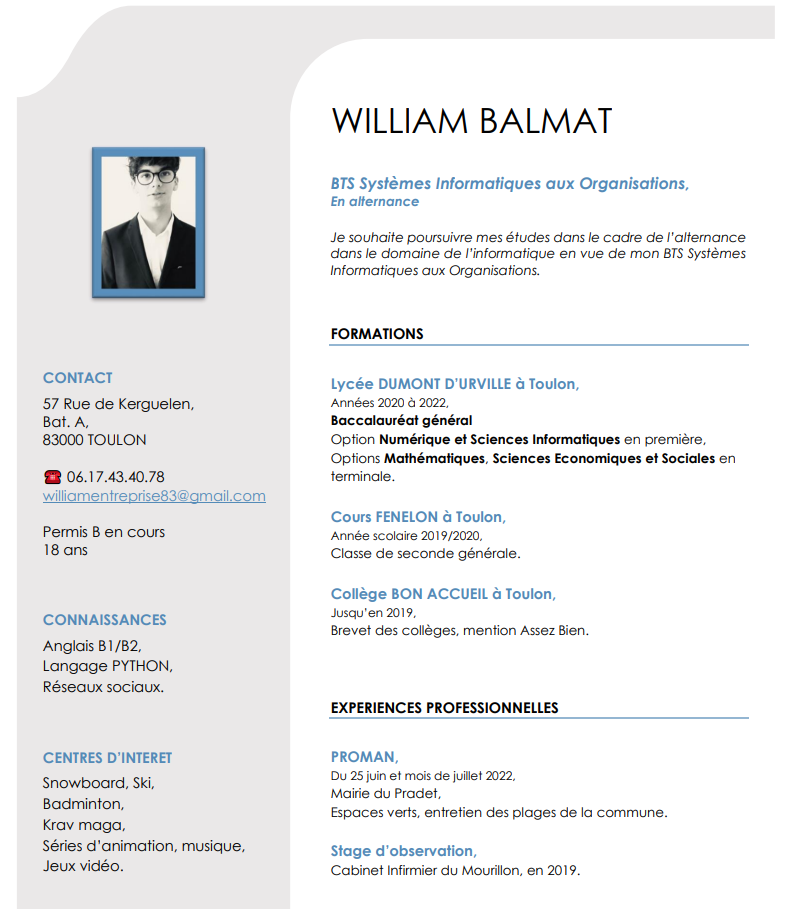 WILLIAM BALMAT
BTS Systèmes Informatiques aux Organisations,
En alternance
Je souhaite poursuivre mes études dans le cadre de l'alternance
dans le domaine de l'informatique en vue de mon BTS Systèmes
Informatiques aux Organisations.
CONTACT
57 Rue de Kerguelen,
Bat. A,
83000 TOULON
☎ 06.17.43.40.78
williamentreprise83@gmail.com
Permis B en cours
18 ans
CONNAISSANCES
Anglais B1/B2,
Langage PYTHON,
Réseaux sociaux.
CENTRES D'INTERET
Snowboard, Ski,
Badminton,
Krav maga,
Séries d'animation, musique,
Jeux vidéo.
FORMATIONS
Lycée DUMONT D'URVILLE à Toulon,
Années 2020 à 2022,
Baccalauréat général
Option Numérique et Sciences Informatiques en première,
Options Mathématiques, Sciences Economiques et Sociales en
terminale.
Cours FENELON à Toulon,
Année scolaire 2019/2020,
Classe de seconde générale.
Collège BON ACCUEIL à Toulon,
Jusqu'en 2019,
Brevet des collèges, mention Assez Bien.
EXPERIENCES PROFESSIONNELLES
PROMAN,
Du 25 juin et mois de juillet 2022,
Mairie du Pradet,
Espaces verts, entretien des plages de la commune.
Stage d'observation,
Cabinet Infirmier du Mourillon, en 2019.